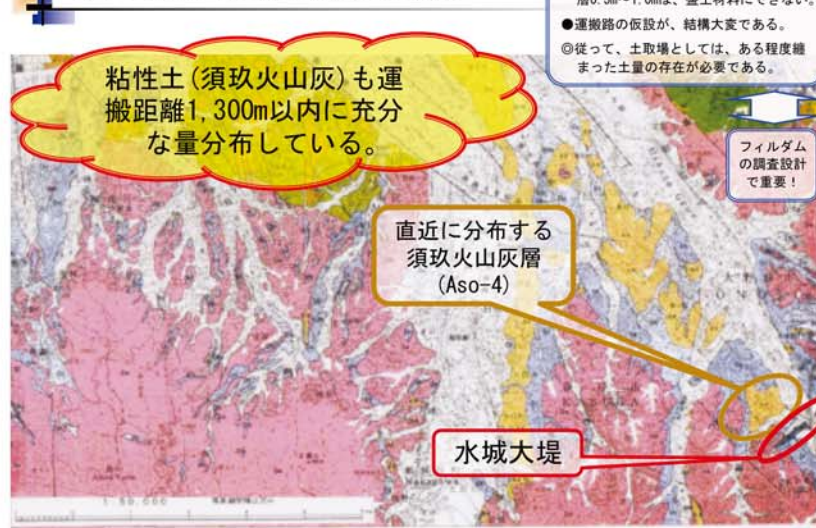 層0.5m～1.0mは、盛土材料にできない。
●運搬路の仮設が、結構大変である。
◎従って、土取場としては、ある程度纏
まった土量の存在が必要である。
粘性土(須玖火山灰)も運
搬距離1,300m以内に充分
な量分布している。
フィルダム
の調査設計
で重要！
直近に分布する
須玖火山灰層
(Aso-4)
水城大堤
1:50,000